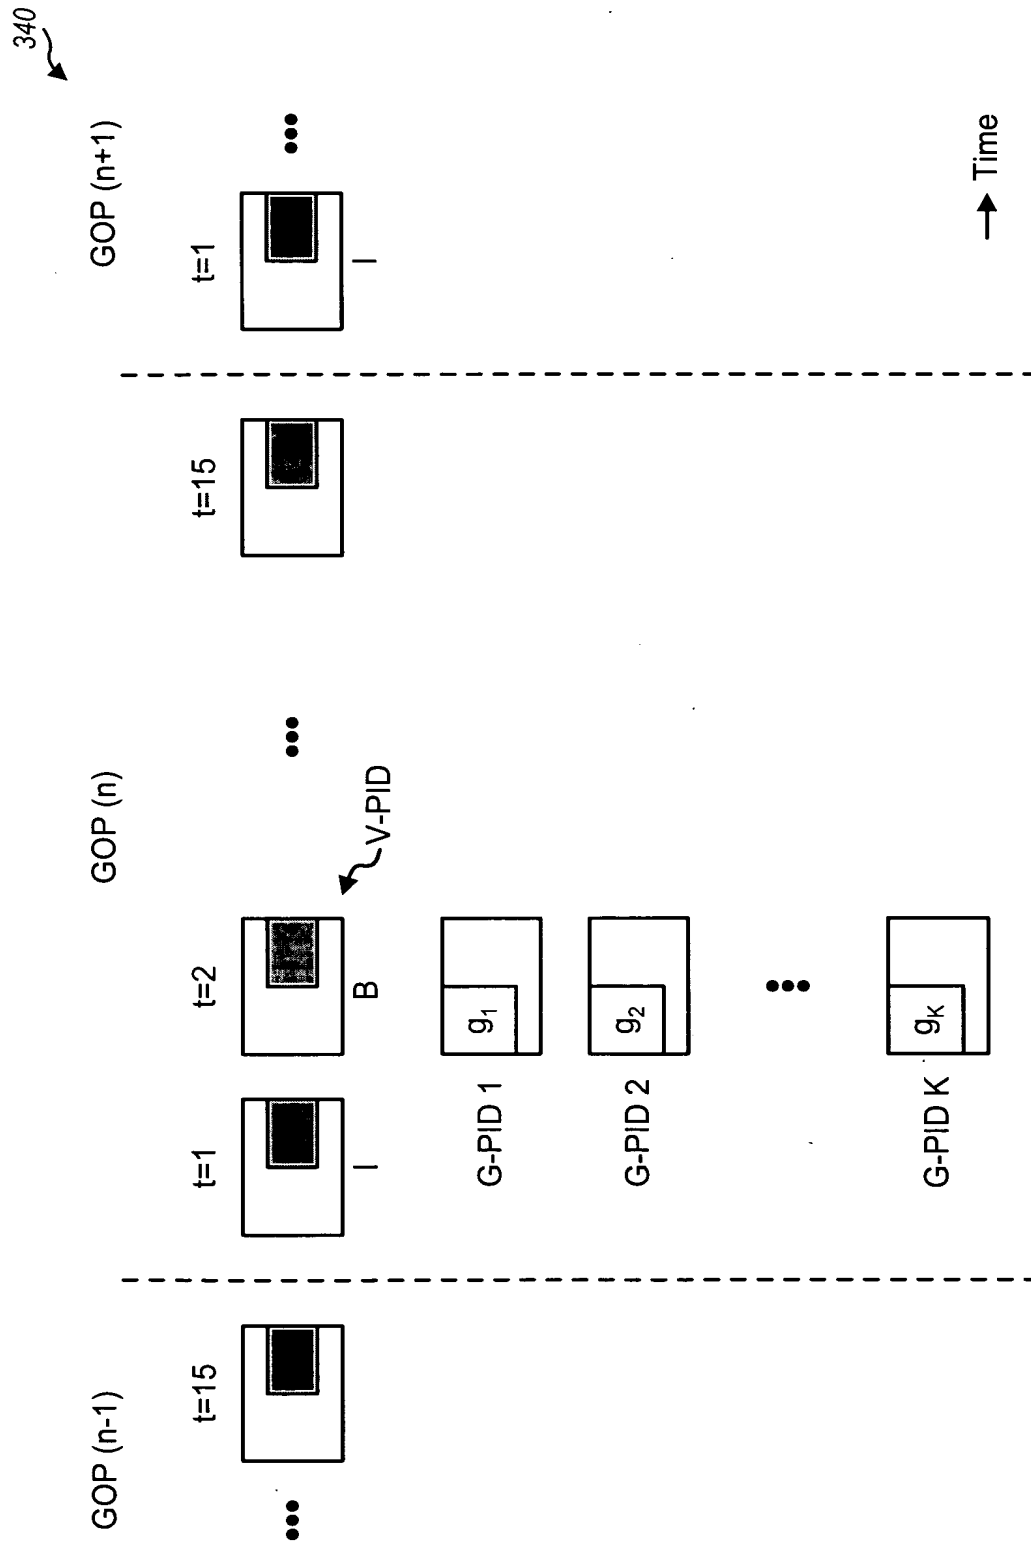 340
GOP (n-1) GOP (n) GOP (n+1)
t=15 t=1 t=2 t=15 t=1
I B I
V-PID
G-PID 1 g1
G-PID 2 g2
G-PID K gK
Time